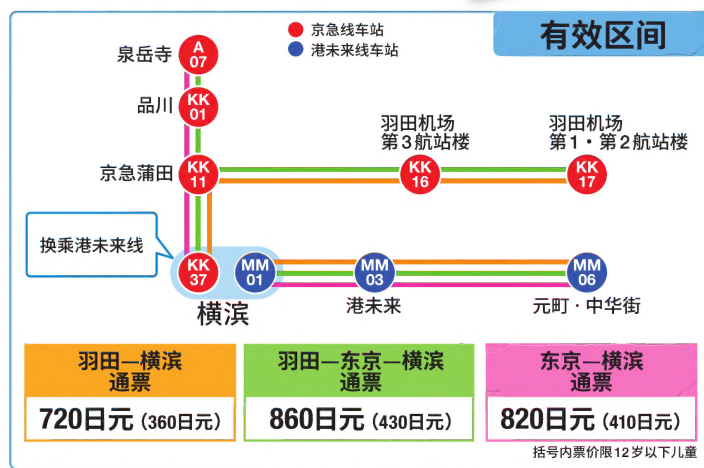 有效区间
京急线车站
港未来线车站
泉岳寺
A
07
品川
KK
01
京急蒲田
KK
11
羽田机场
第3航站楼
KK
16
羽田机场
第1・第2航站楼
KK
17
换乘港未来线
KK
37
MM
01
横滨
MM
03
港未来
MM
06
元町・中华街
羽田—横滨
通票
720日元（360日元）
羽田—东京—横滨
通票
860日元（430日元）
东京—横滨
通票
820日元（410日元）
括号内票价限12岁以下儿童